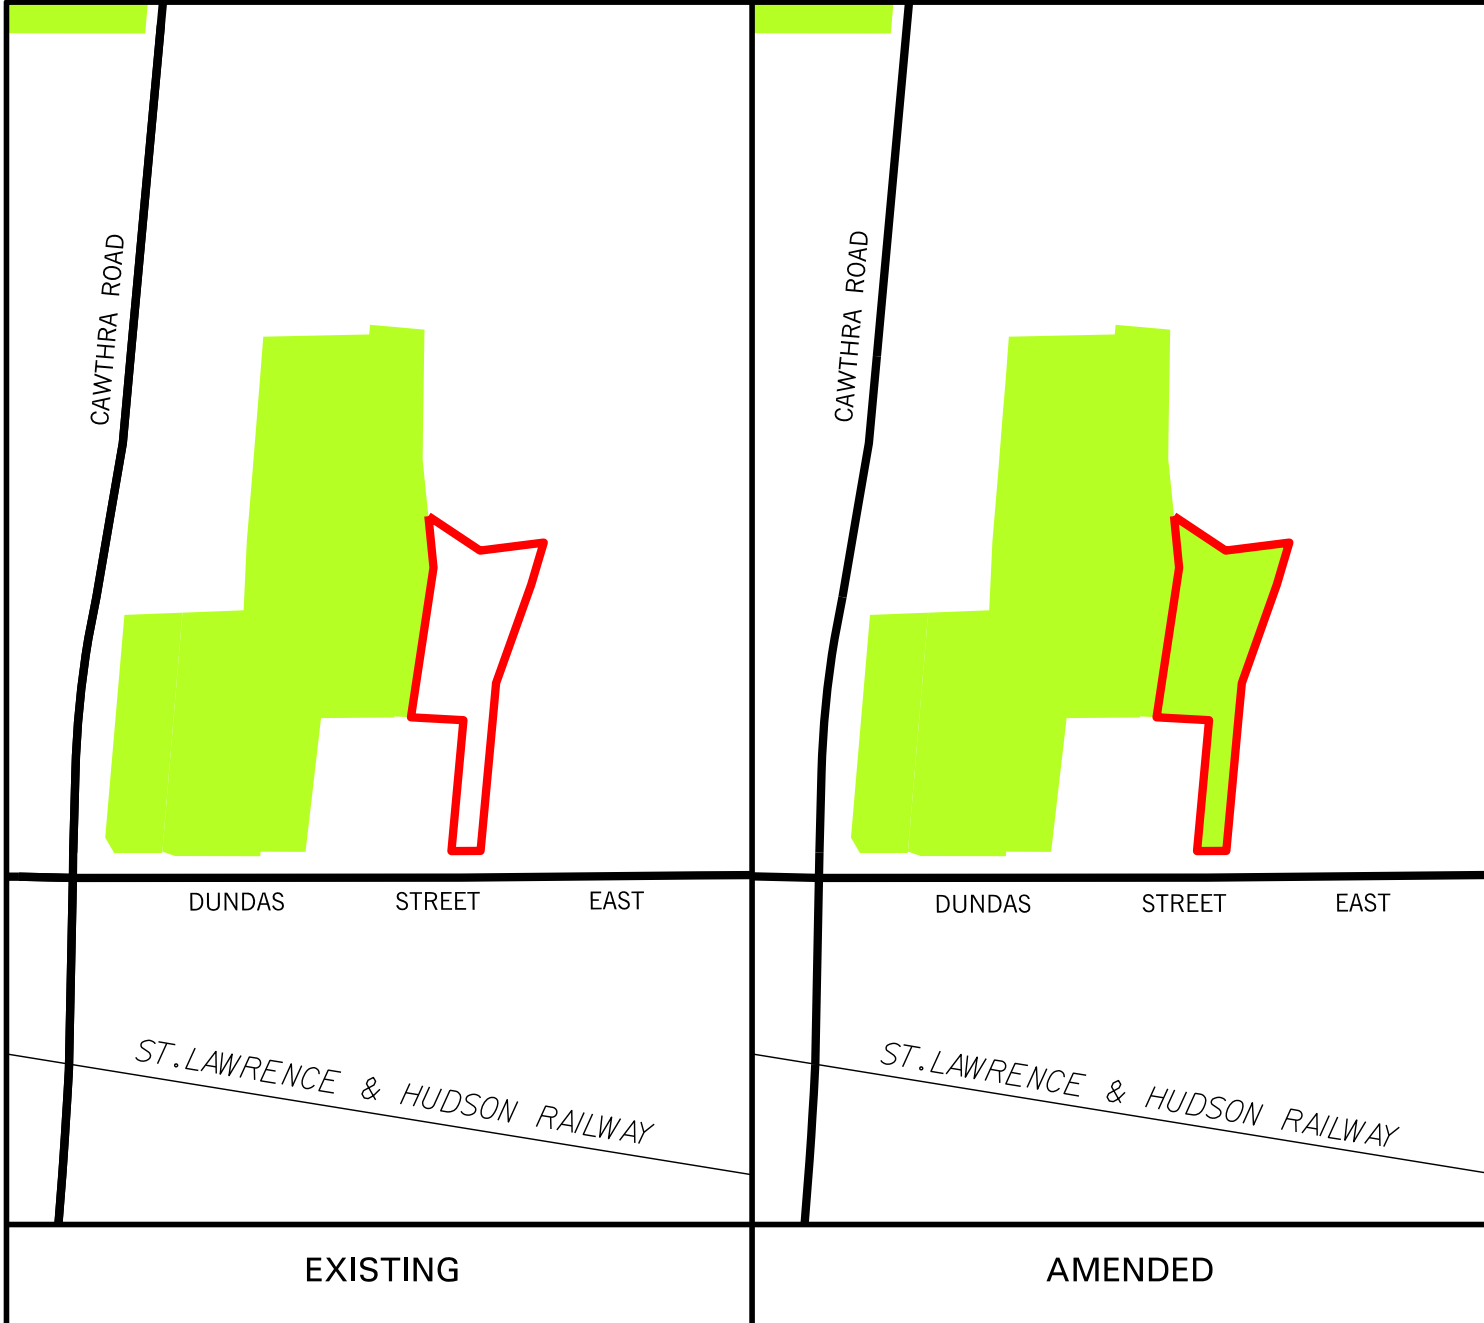 CAWTHRA ROAD
DUNDAS STREET EAST
ST.LAWRENCE & HUDSON RAILWAY
EXISTING
CAWTHRA ROAD
DUNDAS STREET EAST
ST.LAWRENCE & HUDSON RAILWAY
AMENDED